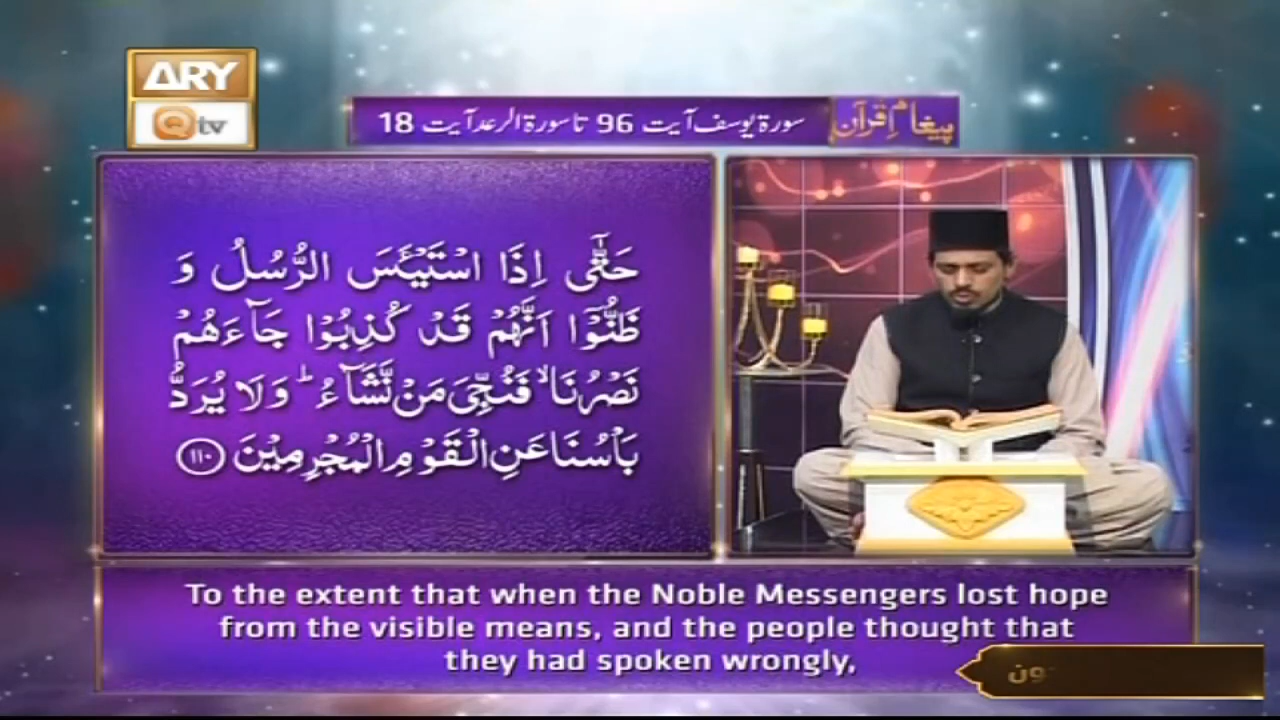 ARY
Qtv
پیغامِ قرآن
سورۃ یوسف آیت 96 تا سورۃ الرعد آیت 18
حَتّٰۤی اِذَا اسْتَیْـَٔسَ الرُّسُلُ وَ
ظَنُّوْۤا اَنَّهُمْ قَدْ كُذِبُوْا جَآءَهُمْ
نَصْرُنَا ۙ فَنُجِّیَ مَنْ نَّشَآءُ ؕ وَلَا یُرَدُّ
بَاْسُنَا عَنِ الْقَوْمِ الْمُجْرِمِیْنَ ﴿۱۱۰﴾
To the extent that when the Noble Messengers lost hope
from the visible means, and the people thought that
they had spoken wrongly,